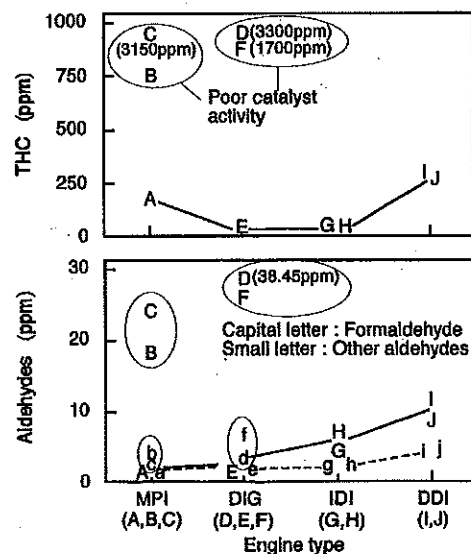 1000
750
500
250
0
THC (ppm)
C
(3150ppm)
B
D(3300ppm)
F(1700ppm)
Poor catalyst
activity
A
E
G H
I
J
30
20
10
0
Aldehydes (ppm)
C
B
D(38.45ppm)
F
Capital letter : Formaldehyde
Small letter : Other aldehydes
b
c
A,a
f
d
E e
H
G
g h
I
J
i j
MPI DIG IDI DDI
(A,B,C) (D,E,F) (G,H) (I,J)
Engine type